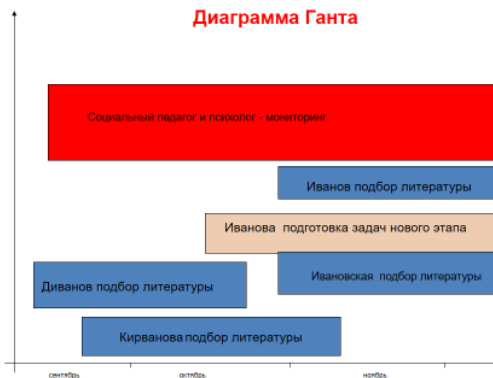 Диаграмма Ганта
Социальный педагог и психолог - мониторинг
Иванов подбор литературы
Иванова подготовка задач нового этапа
Ивановская подбор литературы
Диванов подбор литературы
Кирванова подбор литературы
сентябрь
октябрь
ноябрь